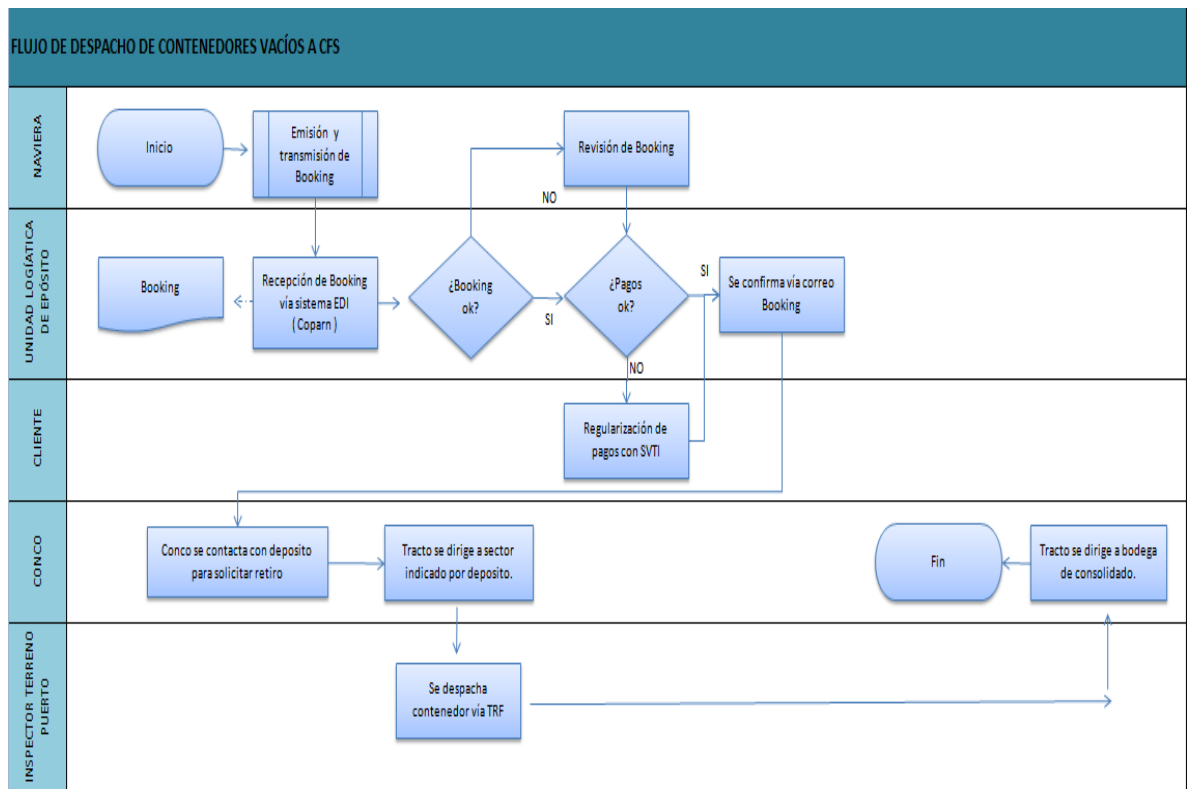 FLUJO DE DESPACHO DE CONTENEDORES VACÍOS A CFS
NAVIERA
Inicio
Emisión y
transmisión de
Booking
Revisión de Booking
NO
UNIDAD LOGÍATICA
DE EPÓSITO
Booking
Recepción de Booking
vía sistema EDI
( Coparn )
¿Booking
ok?
SI
¿Pagos
ok?
SI
NO
Se confirma vía correo
Booking
CLIENTE
Regularización de
pagos con SVTI
CONCO
Conco se contacta con deposito
para solicitar retiro
Tracto se dirige a sector
indicado por deposito.
Fin
Tracto se dirige a bodega
de consolidado.
INSPECTOR TERRENO
PUERTO
Se despacha
contenedor vía TRF